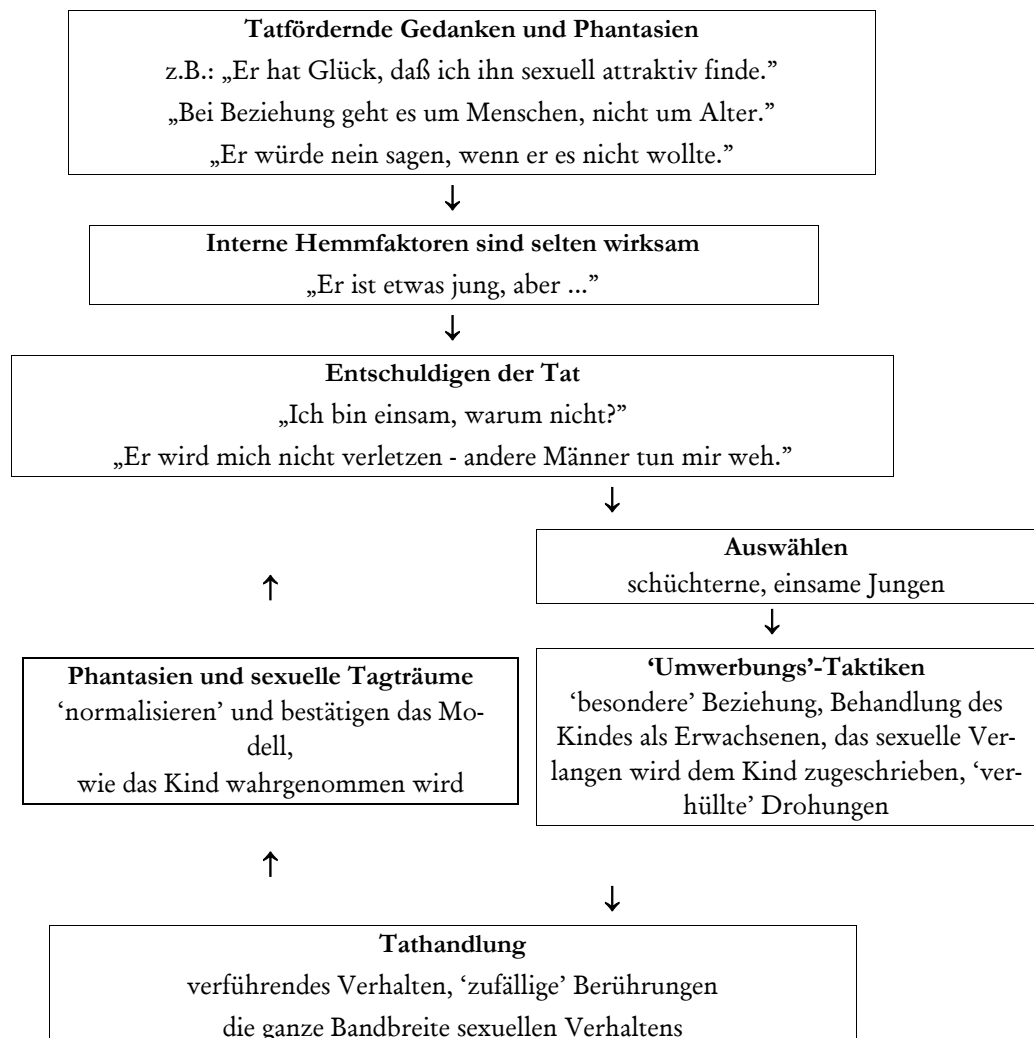 Tatfördernde Gedanken und Phantasien
z.B.: „Er hat Glück, daß ich ihn sexuell attraktiv finde.”
„Bei Beziehung geht es um Menschen, nicht um Alter.”
„Er würde nein sagen, wenn er es nicht wollte.”
↓
Interne Hemmfaktoren sind selten wirksam
„Er ist etwas jung, aber ...”
↓
Entschuldigen der Tat
„Ich bin einsam, warum nicht?”
„Er wird mich nicht verletzen - andere Männer tun mir weh.”
↓
Auswählen
schüchterne, einsame Jungen
↑
↓
Phantasien und sexuelle Tagträume
‘normalisieren’ und bestätigen das Mo-
dell,
wie das Kind wahrgenommen wird
‘Umwerbungs’-Taktiken
‘besondere’ Beziehung, Behandlung des
Kindes als Erwachsenen, das sexuelle Ver-
langen wird dem Kind zugeschrieben, ‘ver-
hüllte’ Drohungen
↑
↓
Tathandlung
verführendes Verhalten, ‘zufällige’ Berührungen
die ganze Bandbreite sexuellen Verhaltens